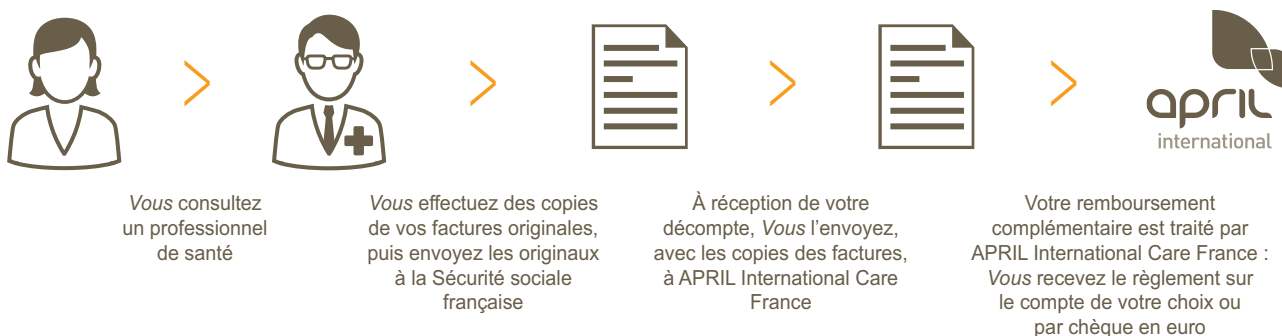 april
international
Vous consultez
un professionnel
de santé
Vous effectuez des copies
de vos factures originales,
puis envoyez les originaux
à la Sécurité sociale
française
À réception de votre
décompte, Vous l’envoyez,
avec les copies des factures,
à APRIL International Care
France
Votre remboursement
complémentaire est traité par
APRIL International Care France :
Vous recevez le règlement sur
le compte de votre choix ou
par chèque en euro